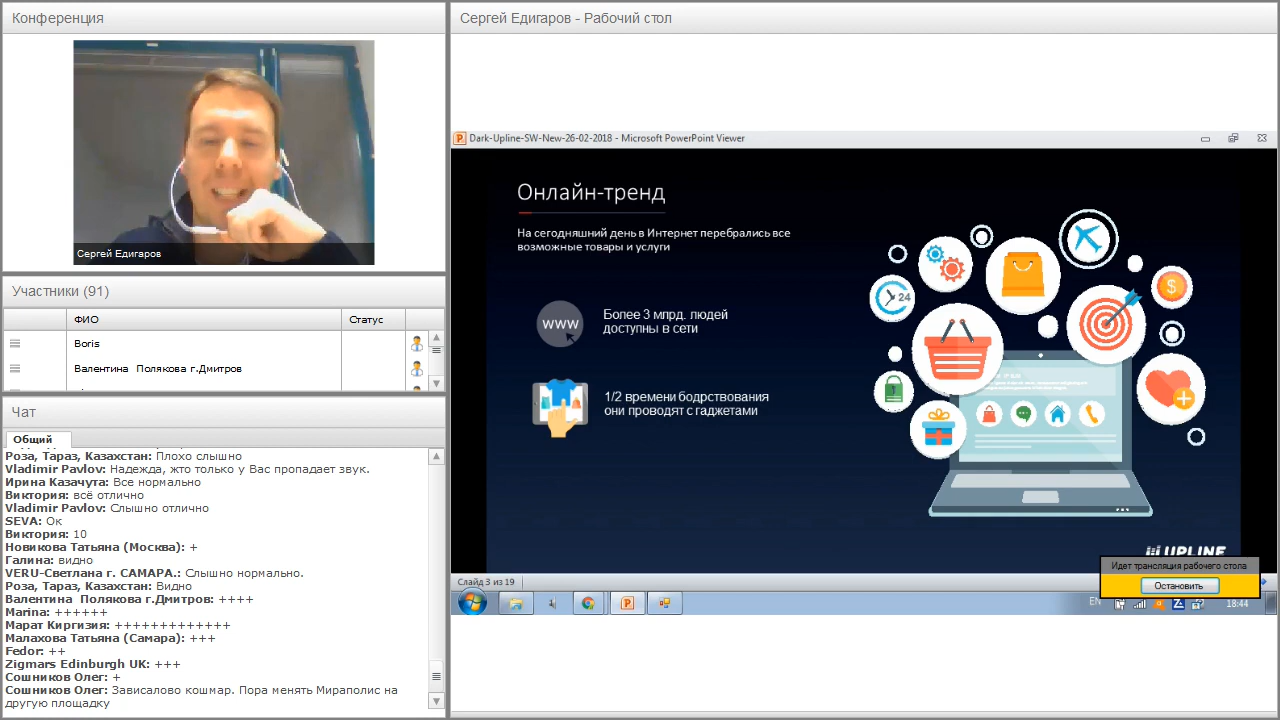 Конференция
Сергей Едигаров
Участники (91)
ФИО
Статус
Boris
Валентина Полякова г.Дмитров
Чат
Общий
Роза, Тараз, Казахстан: Плохо слышн
Vladimir Pavlov: Надежда, жто только у Вас пропадает звук.
Ирина Казачута: Все нормально
Виктория: всё отлично
Vladimir Pavlov: Слышно отлично
SEVA: Ок
Виктория: 10
Новикова Татьяна (Москва): +
Галина: видно
VERU-Светлана г. САМАРА.: Слышно нормально.
Роза, Тараз, Казахстан: Видно
Валентина Полякова г.Дмитров: ++++
Marina: ++++++
Марат Киргизия: +++++++++++++
Малахова Татьяна (Самара): +++
Fedor: ++
Zigmars Edinburgh UK: +++
Сошников Олег: +
Сошников Олег: Зависалово кошмар. Пора менять Мираполис на
другую площадку
Сергей Едигаров - Рабочий стол
Dark-Upline-SW-New-26-02-2018 - Microsoft PowerPoint Viewer
Онлайн-тренд
На сегодняшний день в Интернет перебрались все
возможные товары и услуги
www
Более 3 млрд. людей
доступны в сети
1/2 времени бодрствования
они проводят с гаджетами
24
$
UPLINE
Слайд 3 из 19
Идет трансляция рабочего стола
Остановить
EN
18:44